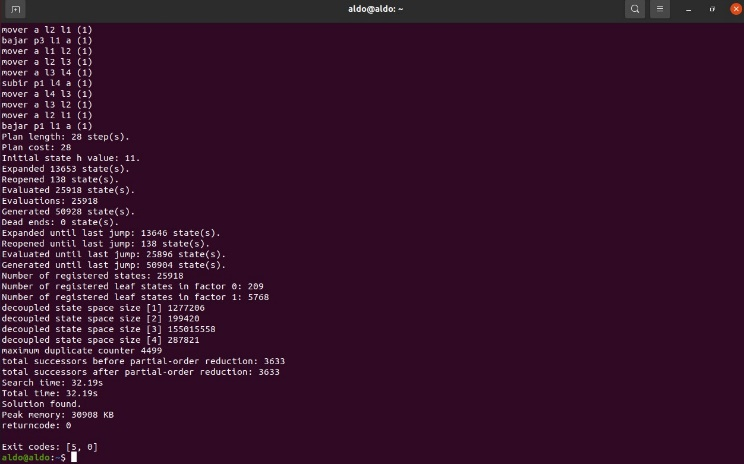 aldo@aldo: ~
mover a l2 l1 (1)
bajar p3 l1 a (1)
mover a l1 l2 (1)
mover a l2 l3 (1)
mover a l3 l4 (1)
subir p1 l4 a (1)
mover a l4 l3 (1)
mover a l3 l2 (1)
mover a l2 l1 (1)
bajar p1 l1 a (1)
Plan length: 28 step(s).
Plan cost: 28
Initial state h value: 11.
Expanded 13653 state(s).
Reopened 138 state(s).
Evaluated 25918 state(s).
Evaluations: 25918
Generated 50928 state(s).
Dead ends: 0 state(s).
Expanded until last jump: 13646 state(s).
Reopened until last jump: 138 state(s).
Evaluated until last jump: 25896 state(s).
Generated until last jump: 50904 state(s).
Number of registered states: 25918
Number of registered leaf states in factor 0: 209
Number of registered leaf states in factor 1: 5768
decoupled state space size [1] 1277206
decoupled state space size [2] 199420
decoupled state space size [3] 155015558
decoupled state space size [4] 287821
maximum duplicate counter 4499
total successors before partial-order reduction: 3633
total successors after partial-order reduction: 3633
Search time: 32.19s
Total time: 32.19s
Solution found.
Peak memory: 30908 KB
returncode: 0
Exit codes: [5, 0]
aldo@aldo:~$